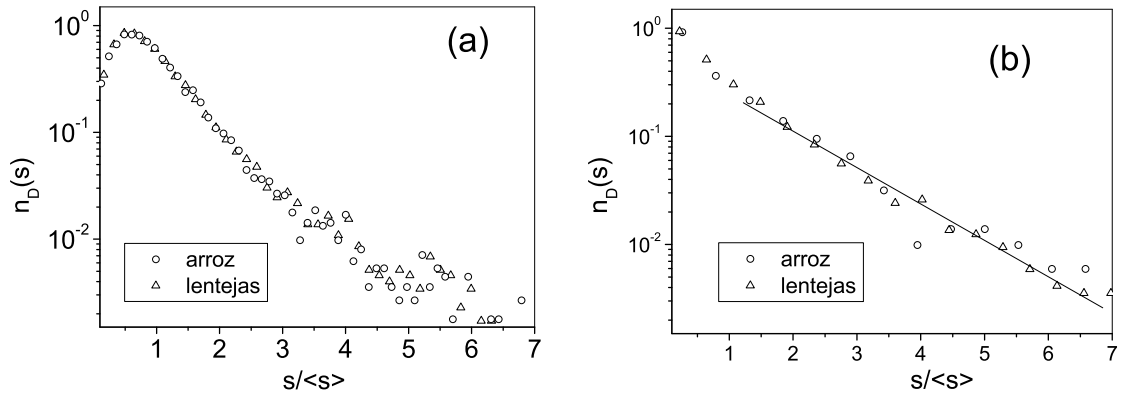 (a)
10^0
10^-1
10^-2
n_D(s)
arroz
lentejas
1 2 3 4 5 6 7
s/<s>
(b)
10^0
10^-1
10^-2
n_D(s)
arroz
lentejas
1 2 3 4 5 6 7
s/<s>